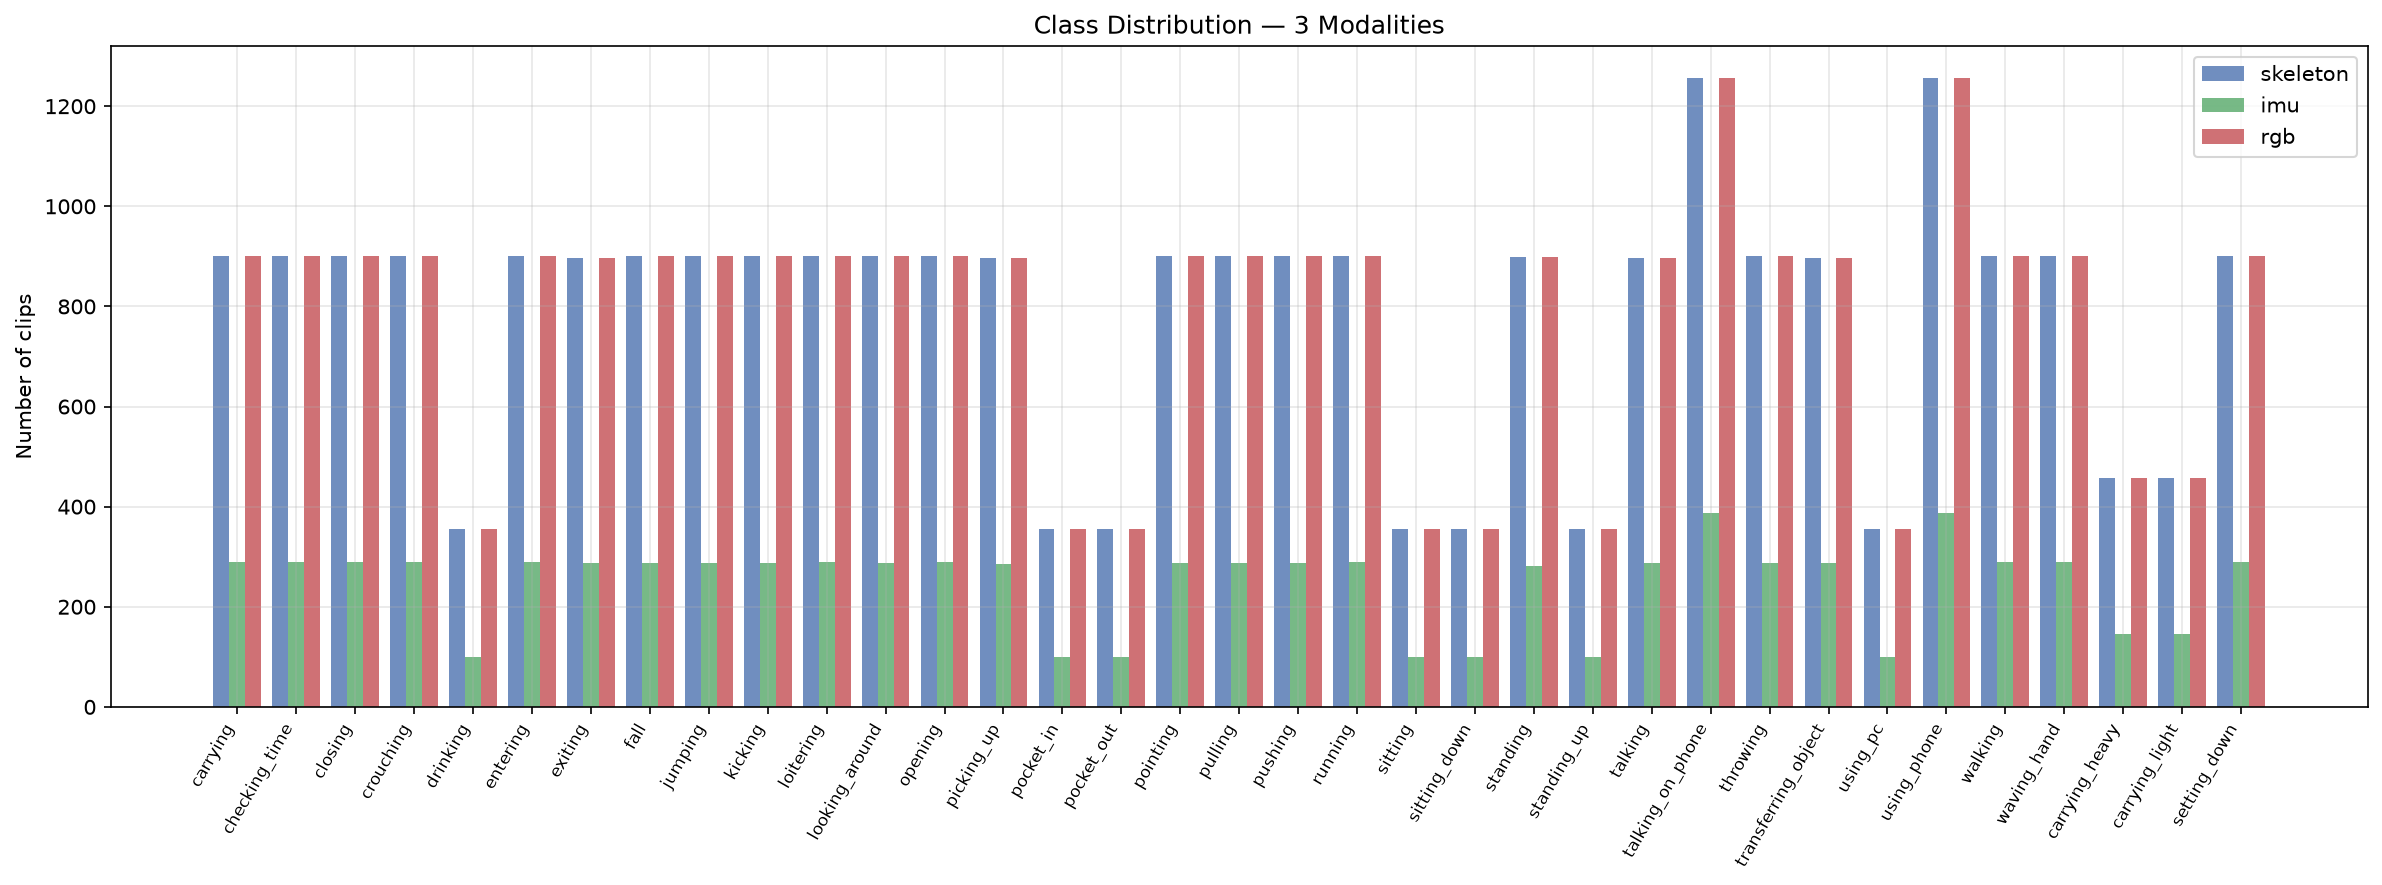 Class Distribution — 3 Modalities
skeleton
imu
rgb
Number of clips
1200
1000
800
600
400
200
0
carrying
checking_time
closing
crouching
drinking
entering
exiting
fall
jumping
kicking
loitering
looking_around
opening
picking_up
pocket_in
pocket_out
pointing
pulling
pushing
running
sitting
sitting_down
standing
standing_up
talking
talking_on_phone
throwing
transferring_object
using_pc
using_phone
walking
waving_hand
carrying_heavy
carrying_light
setting_down